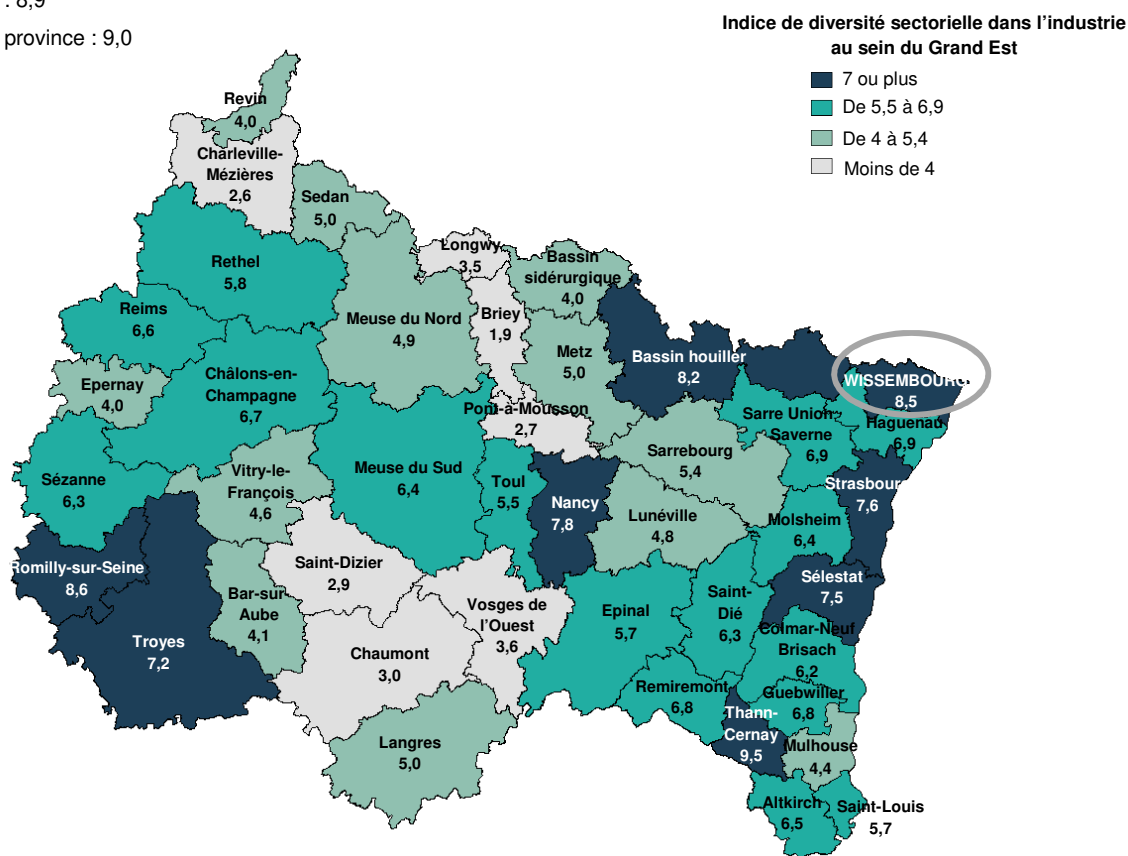 : 8,9
province : 9,0
Indice de diversité sectorielle dans l'industrie
au sein du Grand Est
7 ou plus
De 5,5 à 6,9
De 4 à 5,4
Moins de 4
Revin
4,0
Charleville-
Mézières
2,6
Sedan
5,0
Longwy
3,5
Bassin
sidérurgique
4,0
Rethel
5,8
Reims
6,6
Meuse du Nord
4,9
Briey
1,9
Metz
5,0
Bassin houiller
8,2
WISSEMBOURG
8,5
Epernay
4,0
Châlons-en-
Champagne
6,7
Pont-à-Mousson
2,7
Sarre Union-
Saverne
6,9
Haguenau
6,9
Sézanne
6,3
Vitry-le-
François
4,6
Meuse du Sud
6,4
Toul
5,5
Nancy
7,8
Sarrebourg
5,4
Lunéville
4,8
Strasbourg
7,6
Molsheim
6,4
Romilly-sur-Seine
8,6
Saint-Dizier
2,9
Bar-sur
Aube
4,1
Troyes
7,2
Chaumont
3,0
Vosges de
l'Ouest
3,6
Epinal
5,7
Saint-
Dié
6,3
Sélestat
7,5
Colmar-Neuf
Brisach
6,2
Remiremont
6,8
Guebwiller
6,8
Thann-
Cernay
9,5
Mulhouse
4,4
Langres
5,0
Altkirch
6,5
Saint-Louis
5,7